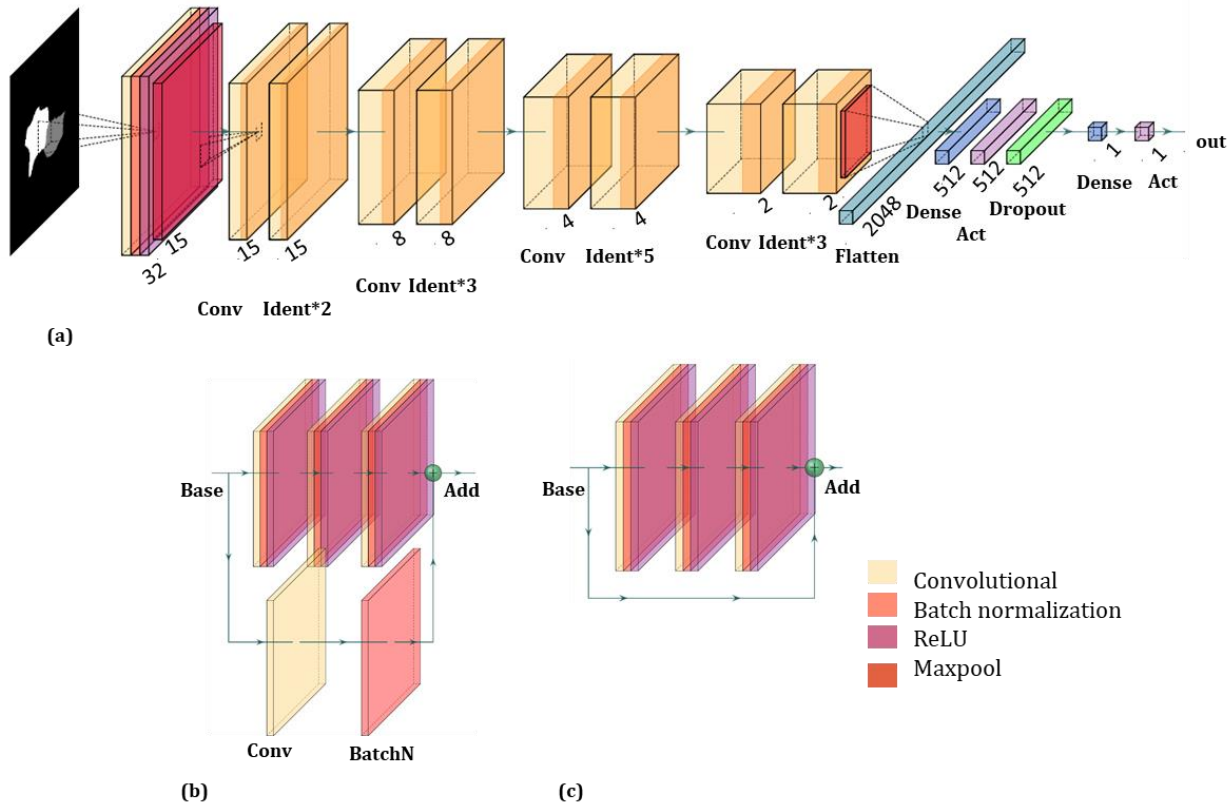 out
32
15
15
15
8
8
4
4
2
2
2048
512
512
512
1
1
Conv Ident*2
Conv Ident*3
Conv Ident*5
Conv Ident*3
Flatten
Dense
Act
Dropout
Dense Act
(a)
Base
Add
Conv BatchN
(b)
Base
Add
(c)
Convolutional
Batch normalization
ReLU
Maxpool